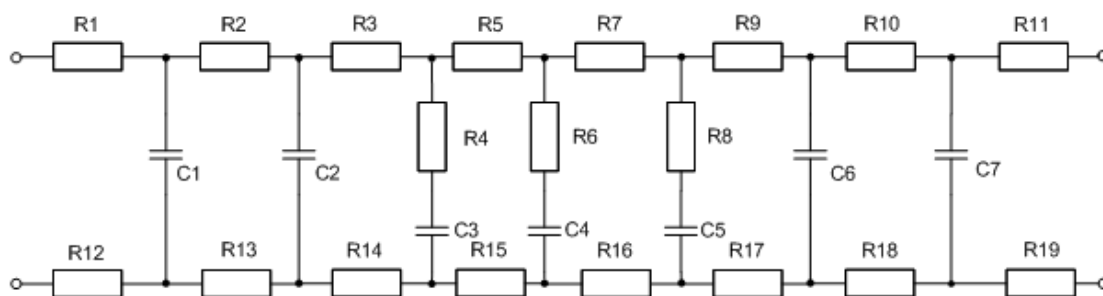 R1 R2 R3 R5 R7 R9 R10 R11
R4 R6 R8
C1 C2 C6 C7
C3 C4 C5
R12 R13 R14 R15 R16 R17 R18 R19